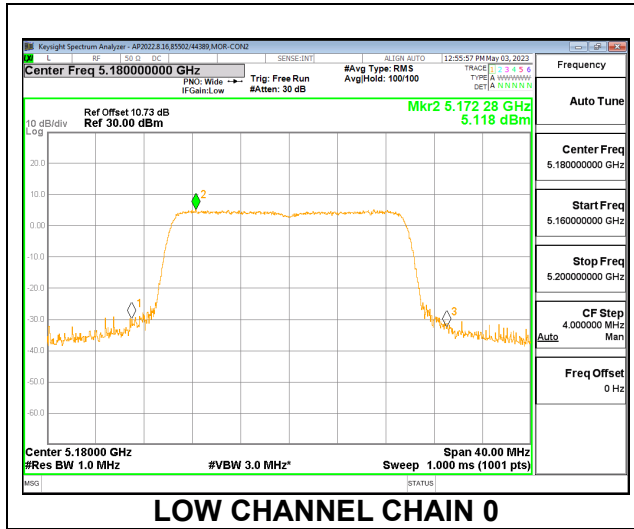 Keysight Spectrum Analyzer - AP2022.8.16,85502/44389,MOR-CON2
L RF 50 Ω DC SENSE:INT ALIGN AUTO 12:55:57 PM May 03, 2023
Center Freq 5.180000000 GHz
PNO: Wide
IFGain:Low
Trig: Free Run
#Atten: 30 dB
#Avg Type: RMS
Avg|Hold: 100/100
TRACE 1 2 3 4 5 6
TYPE A WWWWW
DET A NNNNN
Frequency
Auto Tune
Center Freq
5.180000000 GHz
Start Freq
5.160000000 GHz
Stop Freq
5.200000000 GHz
CF Step
4.000000 MHz
Auto Man
Freq Offset
0 Hz
Mkr2 5.172 28 GHz
5.118 dBm
Ref Offset 10.73 dB
10 dB/div Ref 30.00 dBm
Log
20.0
10.0
0.00
-10.0
-20.0
-30.0
-40.0
-50.0
-60.0
1
2
3
Center 5.18000 GHz Span 40.00 MHz
#Res BW 1.0 MHz #VBW 3.0 MHz* Sweep 1.000 ms (1001 pts)
MSG STATUS
LOW CHANNEL CHAIN 0